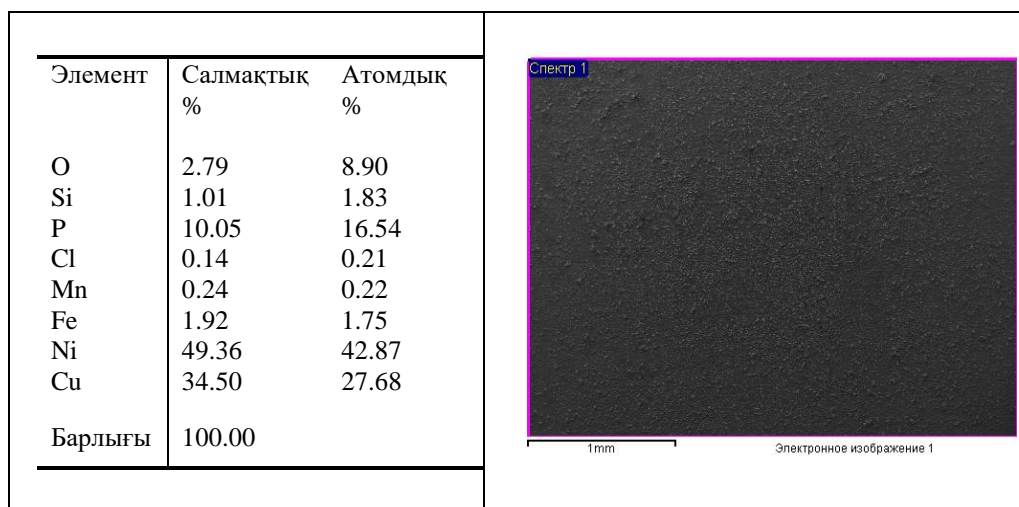 Элемент Салмақтық Атомдық
% %
O 2.79 8.90
Si 1.01 1.83
P 10.05 16.54
Cl 0.14 0.21
Mn 0.24 0.22
Fe 1.92 1.75
Ni 49.36 42.87
Cu 34.50 27.68
Барлығы 100.00
Спектр 1
1mm Электронное изображение 1